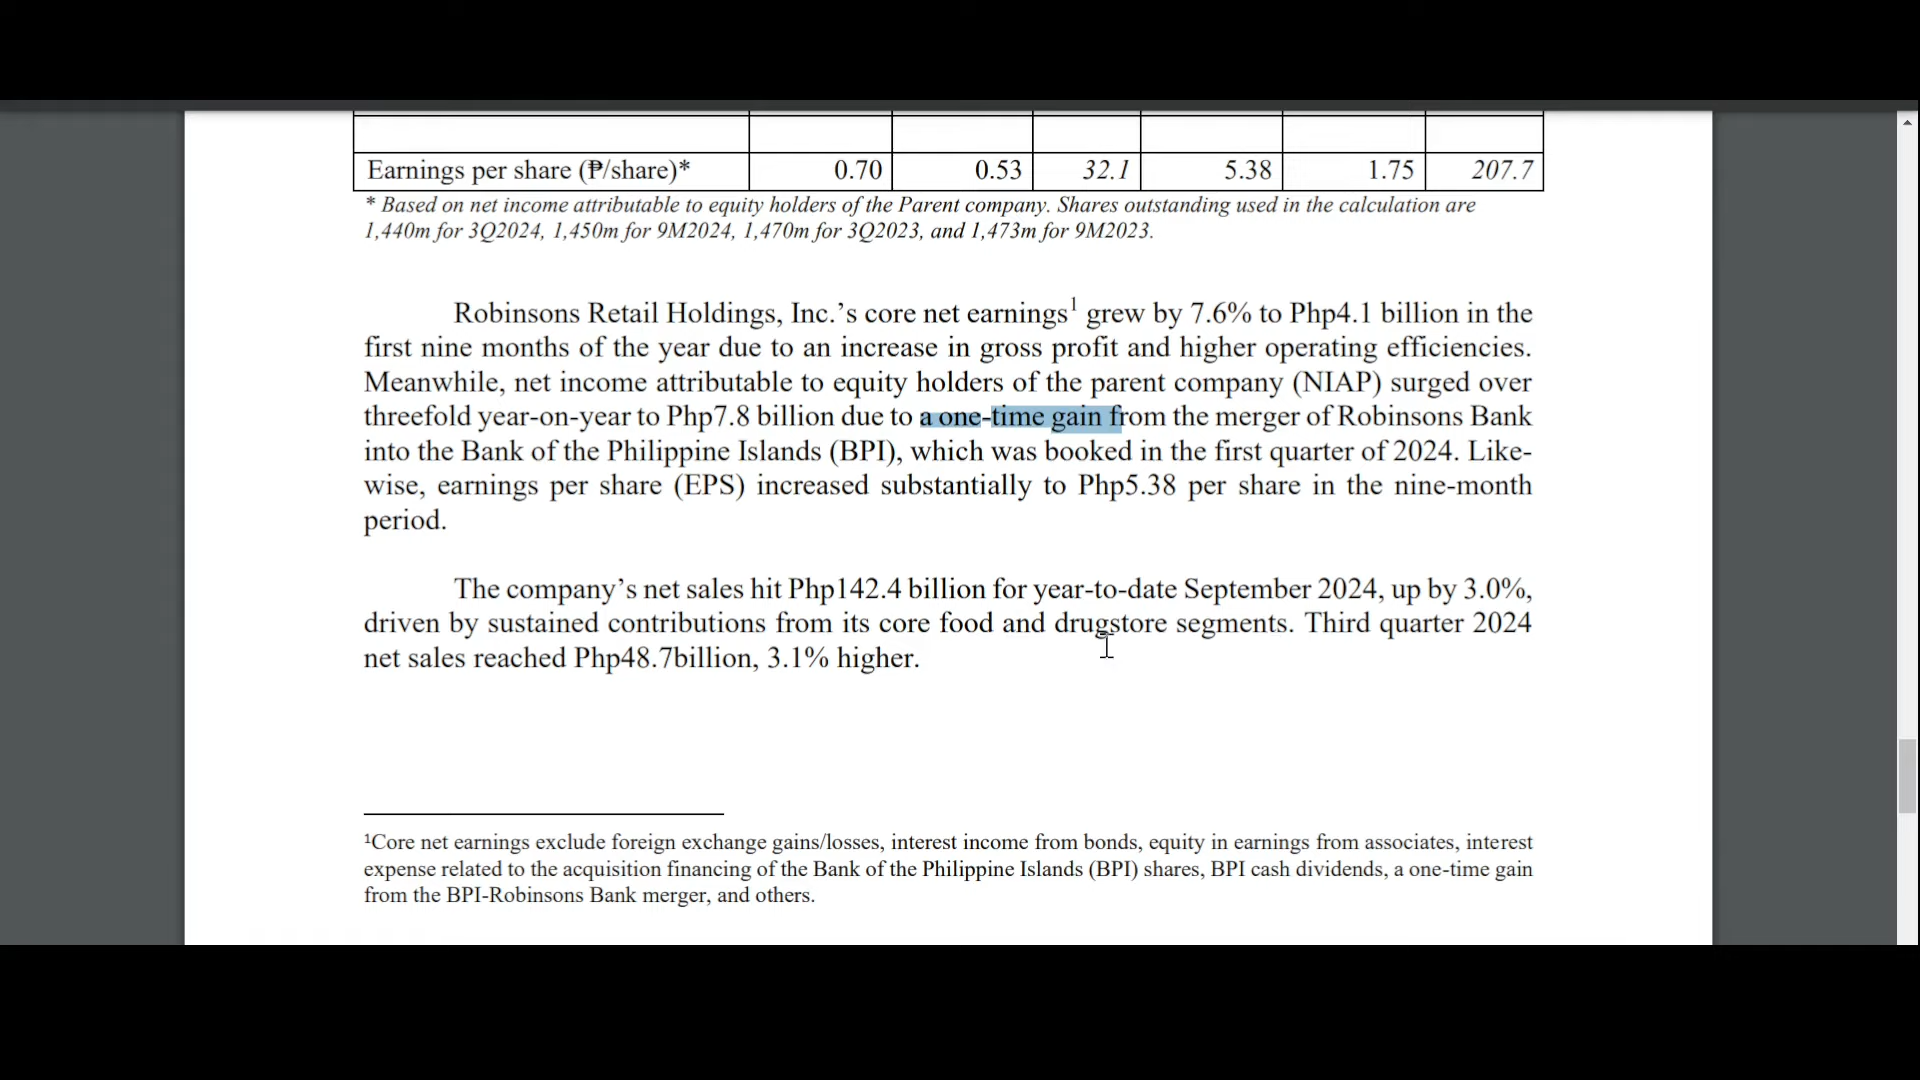 Earnings per share (₱/share)* 0.70 0.53 32.1 5.38 1.75 207.7
* Based on net income attributable to equity holders of the Parent company. Shares outstanding used in the calculation are
1,440m for 3Q2024, 1,450m for 9M2024, 1,470m for 3Q2023, and 1,473m for 9M2023.
Robinsons Retail Holdings, Inc.’s core net earnings¹ grew by 7.6% to Php4.1 billion in the
first nine months of the year due to an increase in gross profit and higher operating efficiencies.
Meanwhile, net income attributable to equity holders of the parent company (NIAP) surged over
threefold year-on-year to Php7.8 billion due to a one-time gain from the merger of Robinsons Bank
into the Bank of the Philippine Islands (BPI), which was booked in the first quarter of 2024. Like-
wise, earnings per share (EPS) increased substantially to Php5.38 per share in the nine-month
period.
The company’s net sales hit Php142.4 billion for year-to-date September 2024, up by 3.0%,
driven by sustained contributions from its core food and drugstore segments. Third quarter 2024
net sales reached Php48.7billion, 3.1% higher.
¹Core net earnings exclude foreign exchange gains/losses, interest income from bonds, equity in earnings from associates, interest
expense related to the acquisition financing of the Bank of the Philippine Islands (BPI) shares, BPI cash dividends, a one-time gain
from the BPI-Robinsons Bank merger, and others.